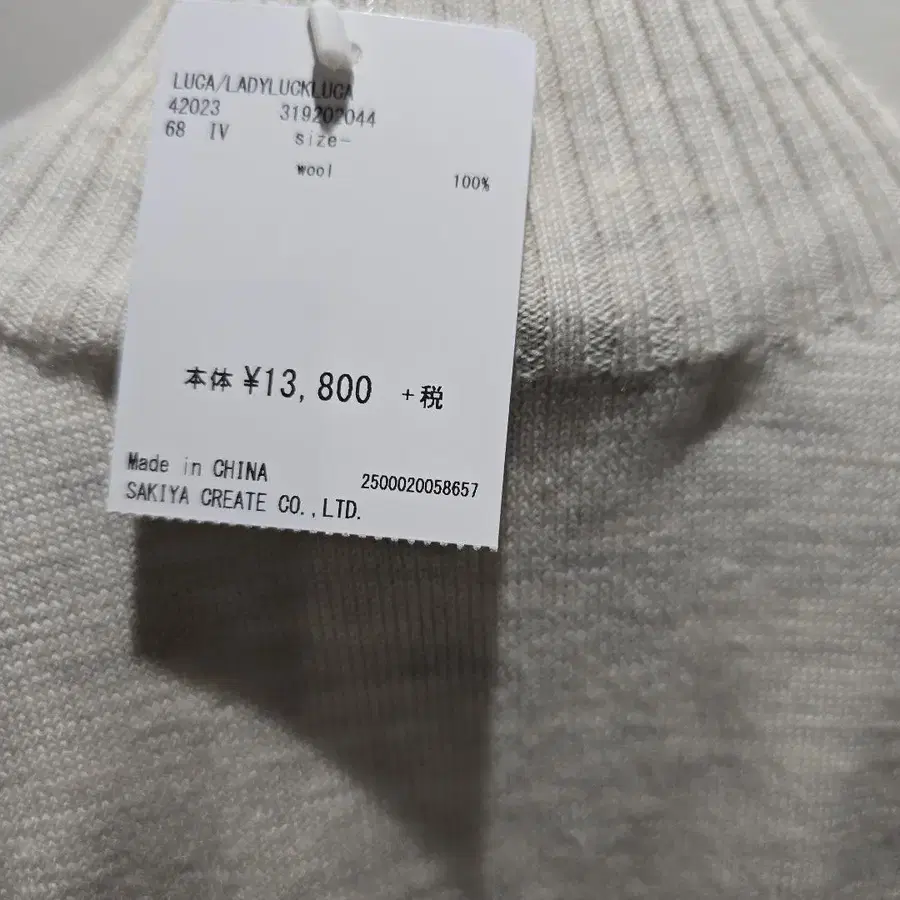 LUCA/LADYLUCKLUCA
42023 319202044
68 IV size-
wool 100%
本体 ¥13,800 +税
Made in CHINA 2500020058657
SAKIYA CREATE CO.,LTD.